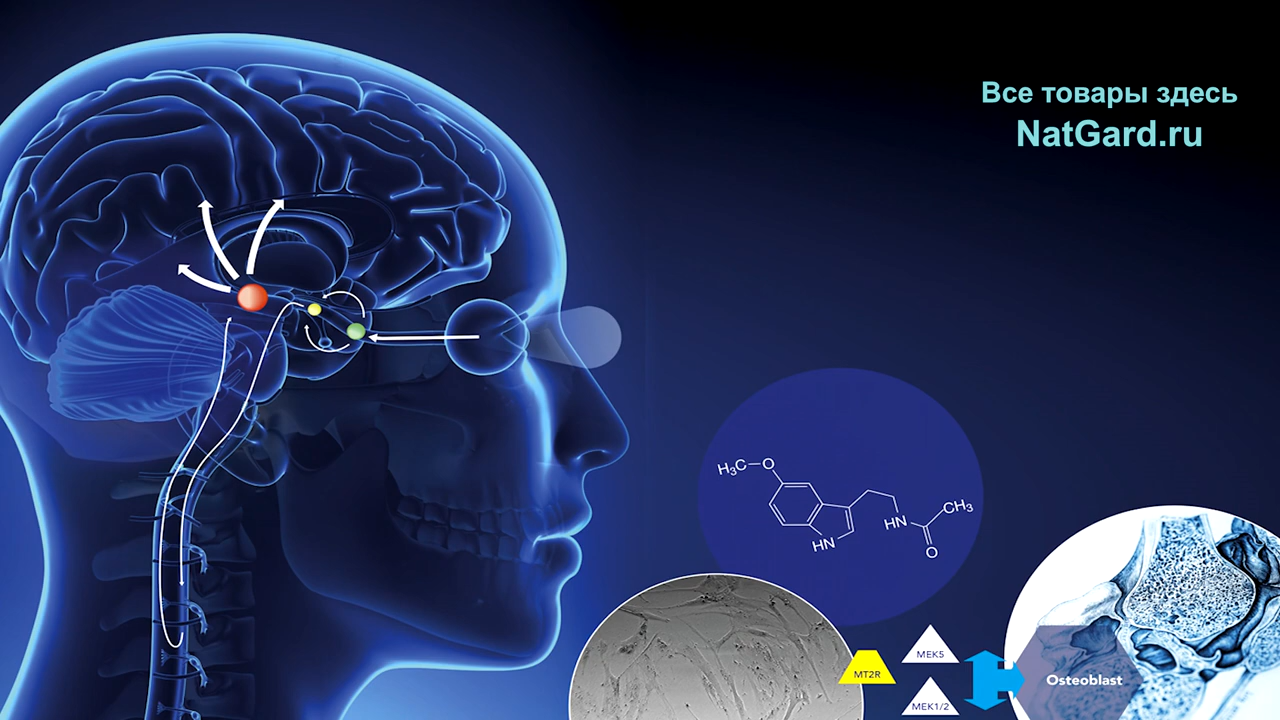 Все товары здесь
NatGard.ru
H₃C
O
HN
HN
O
CH₃
MT2R
MEK5
MEK1/2
Osteoblast